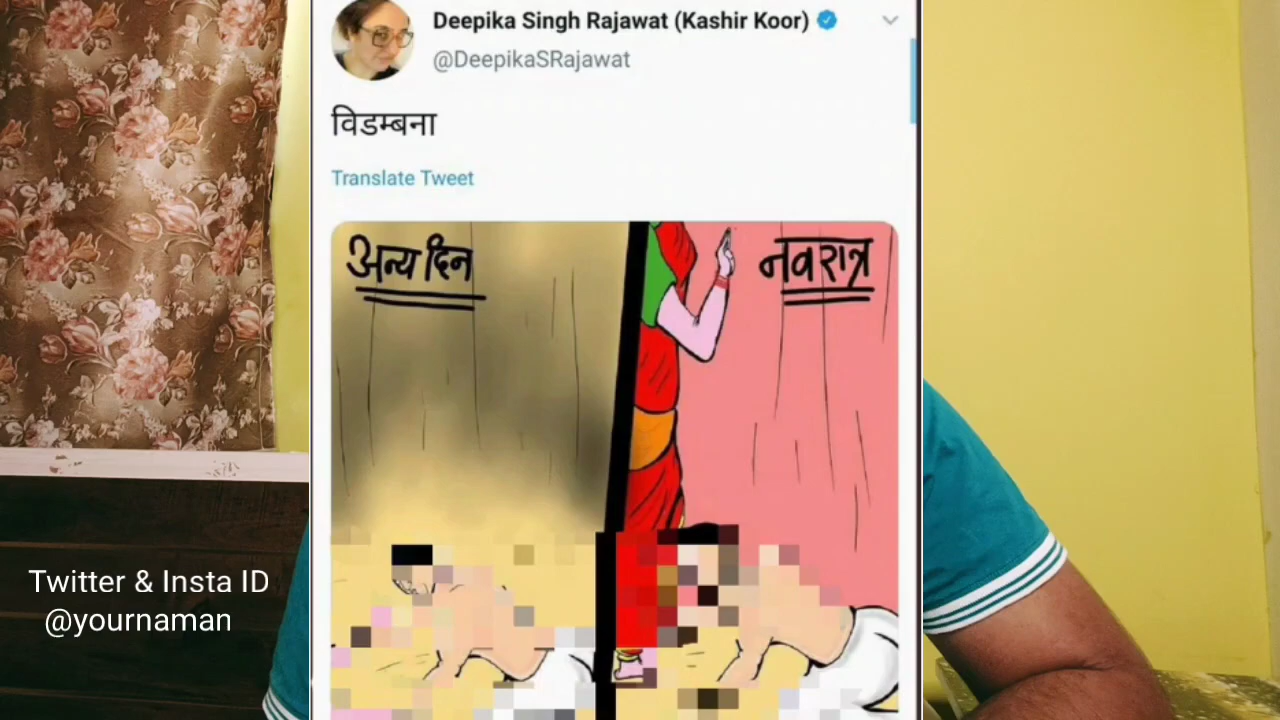 Deepika Singh Rajawat (Kashir Koor)
@DeepikaSRajawat
विडम्बना
Translate Tweet
अन्य दिन
नवरात्र
Twitter & Insta ID
@yournaman